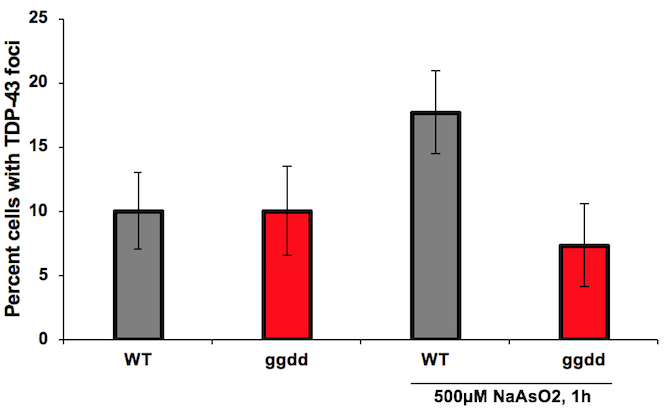 Percent cells with TDP-43 foci
25
20
15
10
5
0
WT
ggdd
WT
ggdd
500µM NaAsO2, 1h